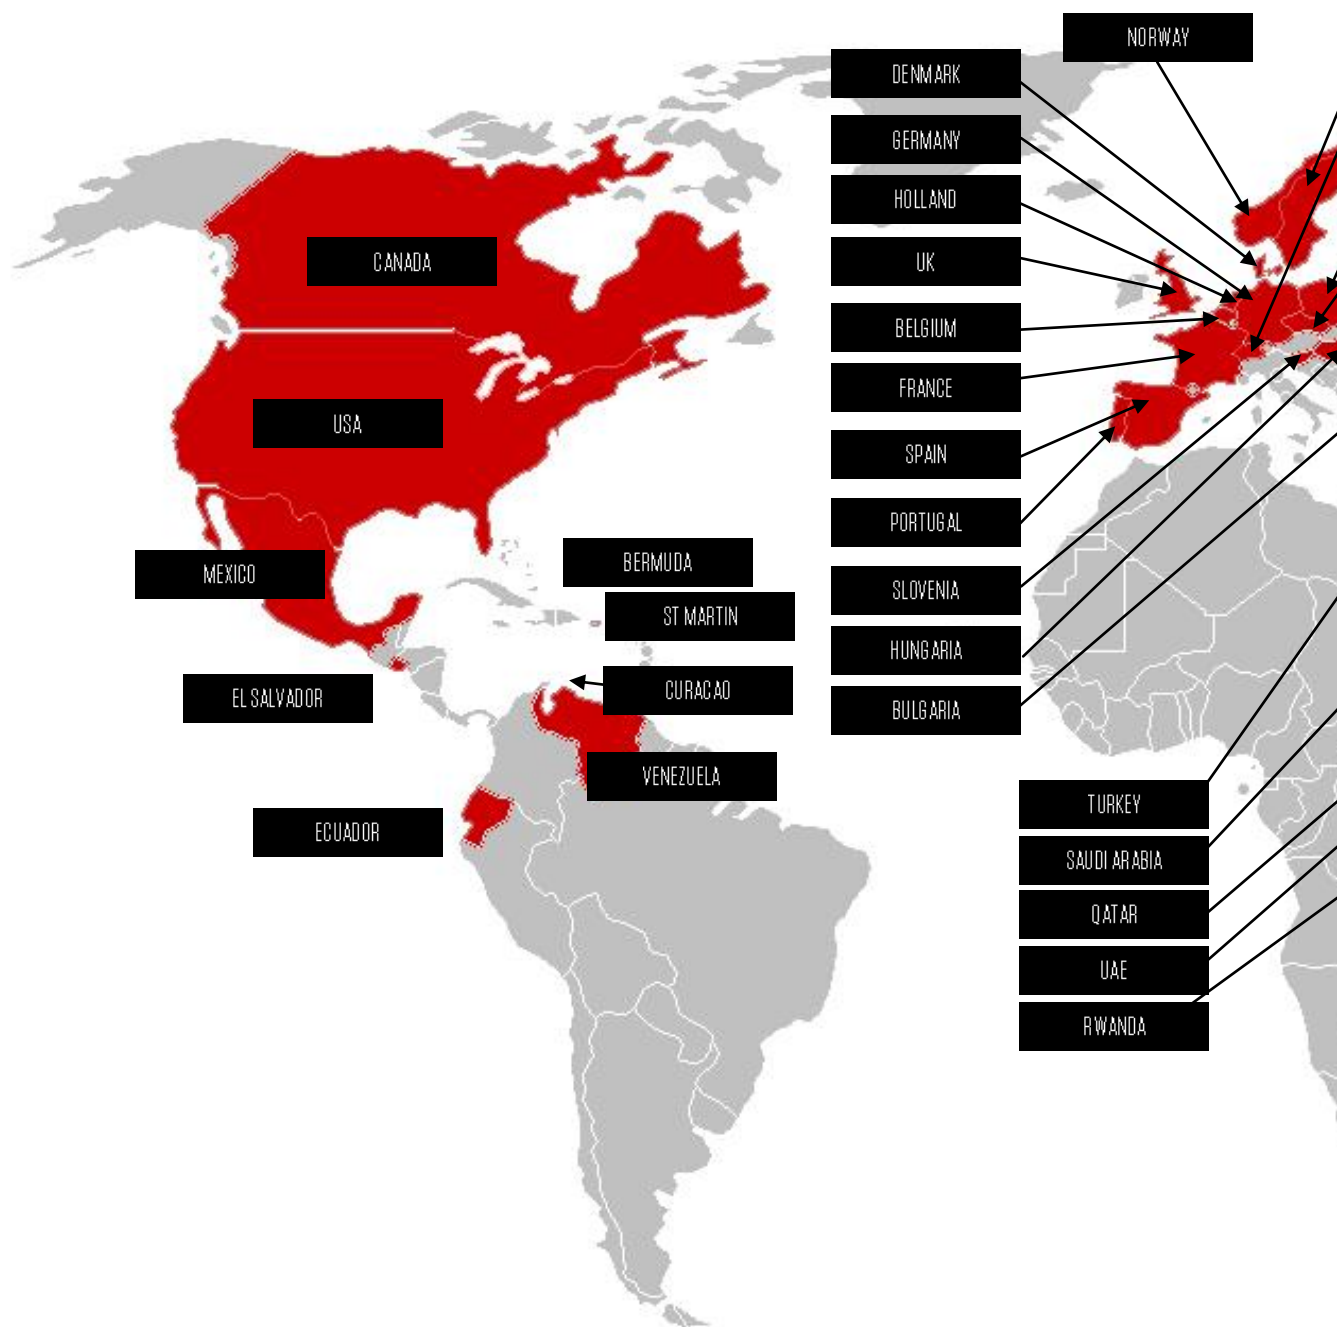 NORWAY
DENMARK
GERMANY
HOLLAND
UK
BELGIUM
FRANCE
SPAIN
PORTUGAL
SLOVENIA
HUNGARIA
BULGARIA
CANADA
USA
MEXICO
BERMUDA
ST MARTIN
CURACAO
EL SALVADOR
VENEZUELA
ECUADOR
TURKEY
SAUDI ARABIA
QATAR
UAE
RWANDA